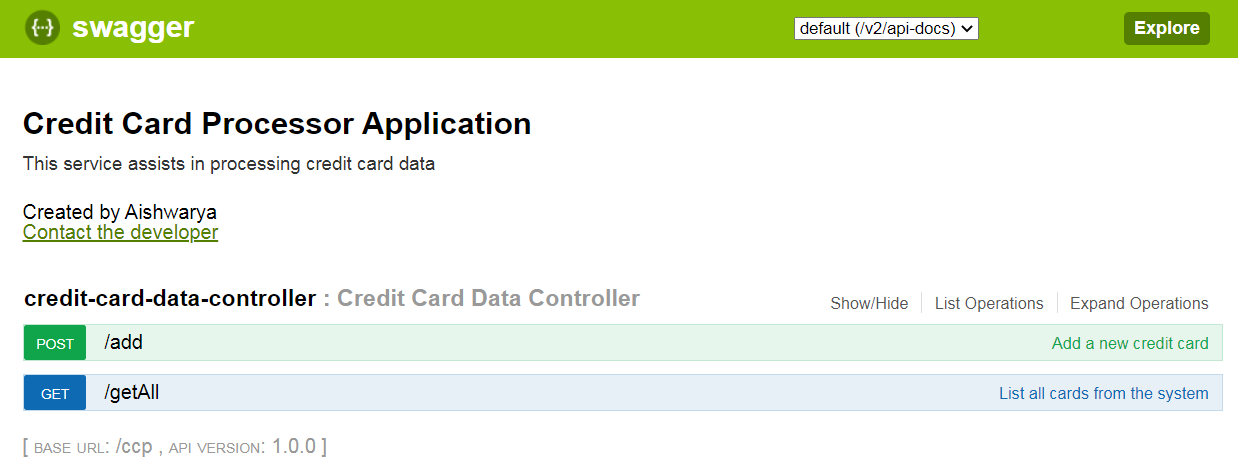 {···} swagger default (/v2/api-docs) Explore
Credit Card Processor Application
This service assists in processing credit card data
Created by Aishwarya
Contact the developer
credit-card-data-controller : Credit Card Data Controller Show/Hide List Operations Expand Operations
POST /add Add a new credit card
GET /getAll List all cards from the system
[ BASE URL: /ccp , API VERSION: 1.0.0 ]